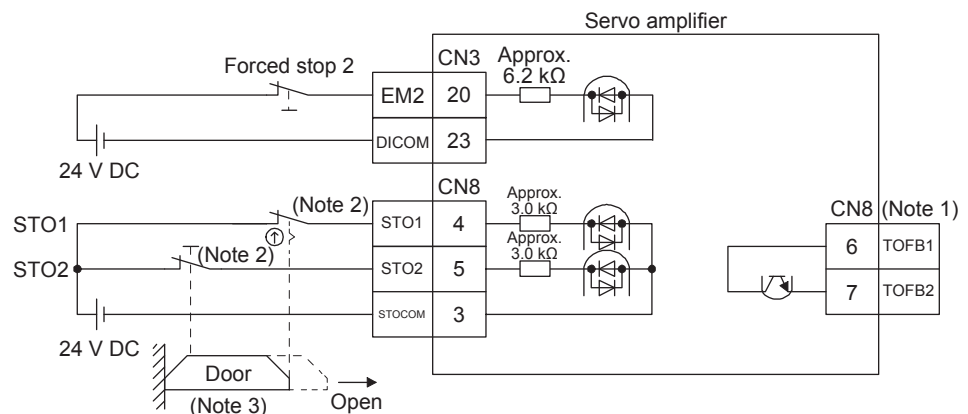 Servo amplifier
Forced stop 2
CN3
Approx.
6.2 kΩ
EM2
20
DICOM
23
24 V DC
CN8
Approx.
3.0 kΩ
STO1
(Note 2)
STO1
4
Approx.
3.0 kΩ
STO2
(Note 2)
STO2
5
STOCOM
3
24 V DC
CN8 (Note 1)
6
TOFB1
7
TOFB2
Door
(Note 3)
Open